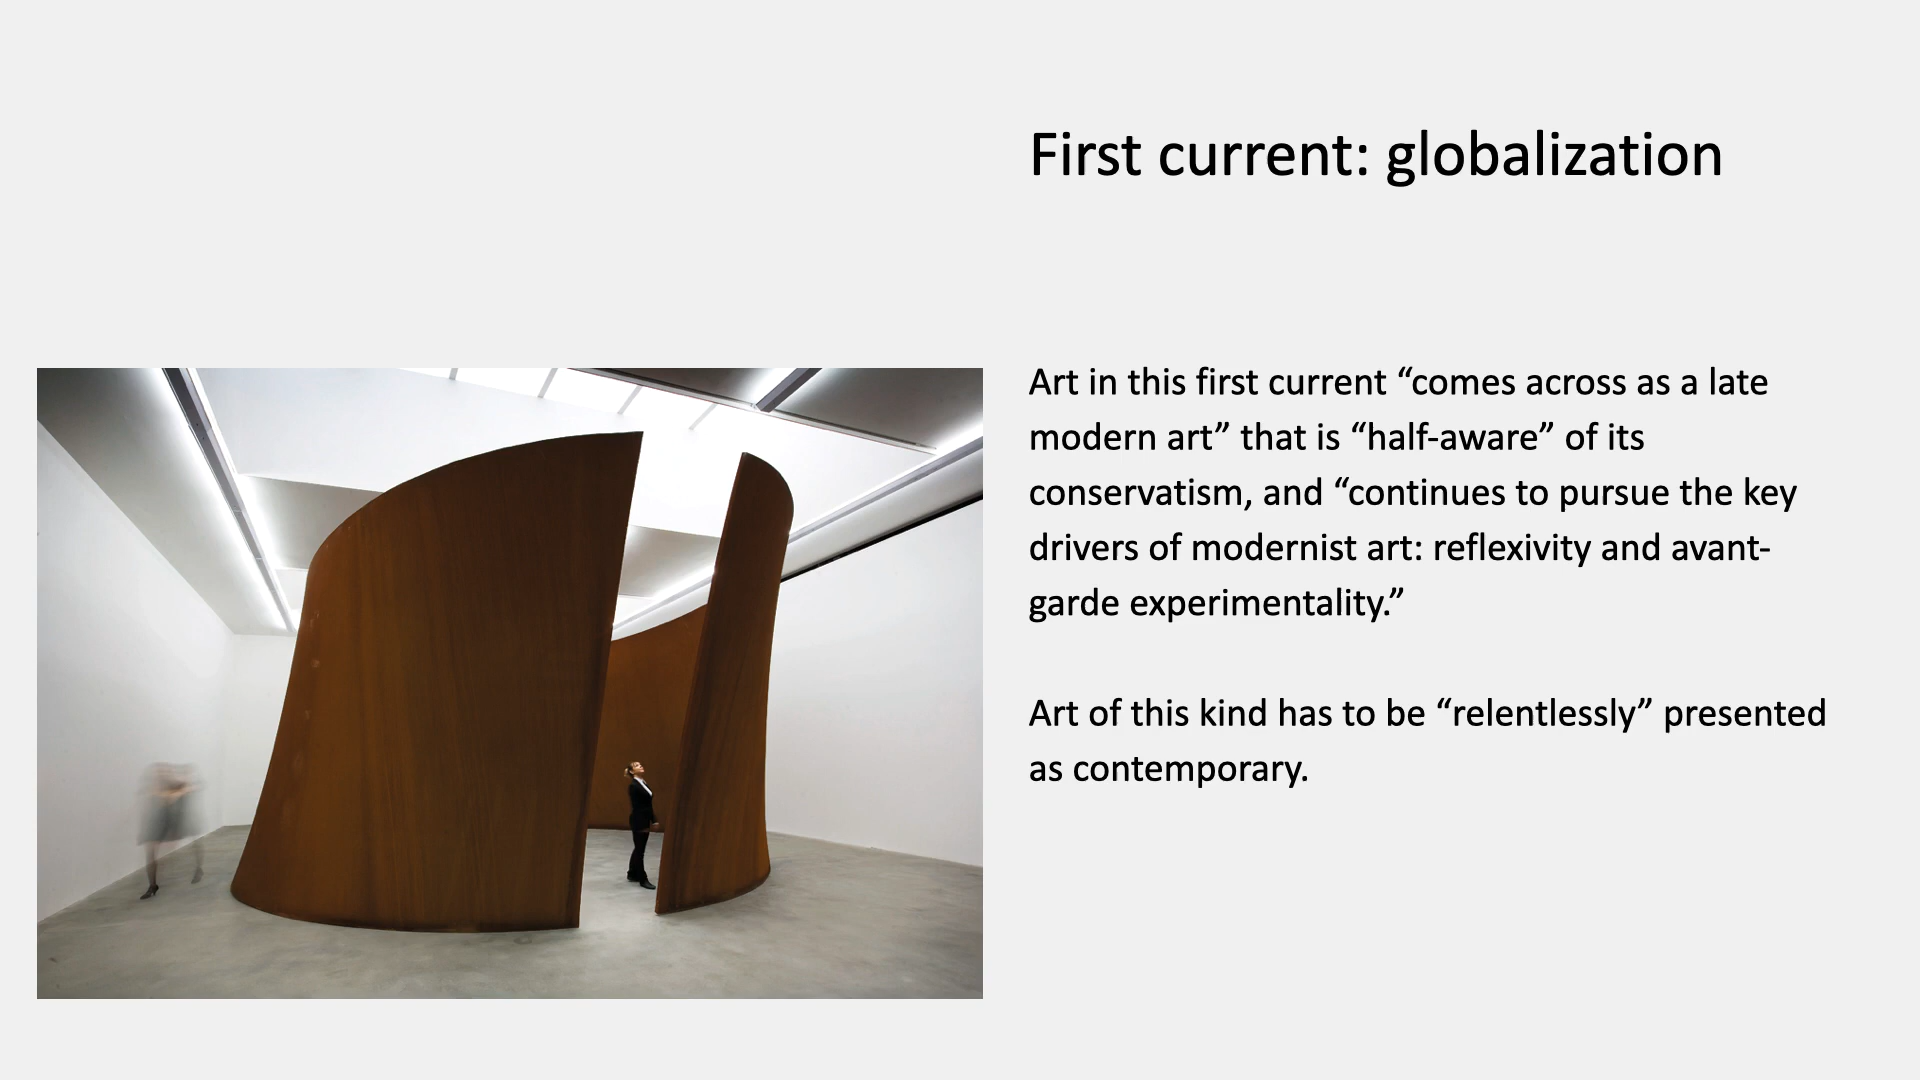 First current: globalization
Art in this first current “comes across as a late
modern art” that is “half-aware” of its
conservatism, and “continues to pursue the key
drivers of modernist art: reflexivity and avant-
garde experimentality.”
Art of this kind has to be “relentlessly” presented
as contemporary.